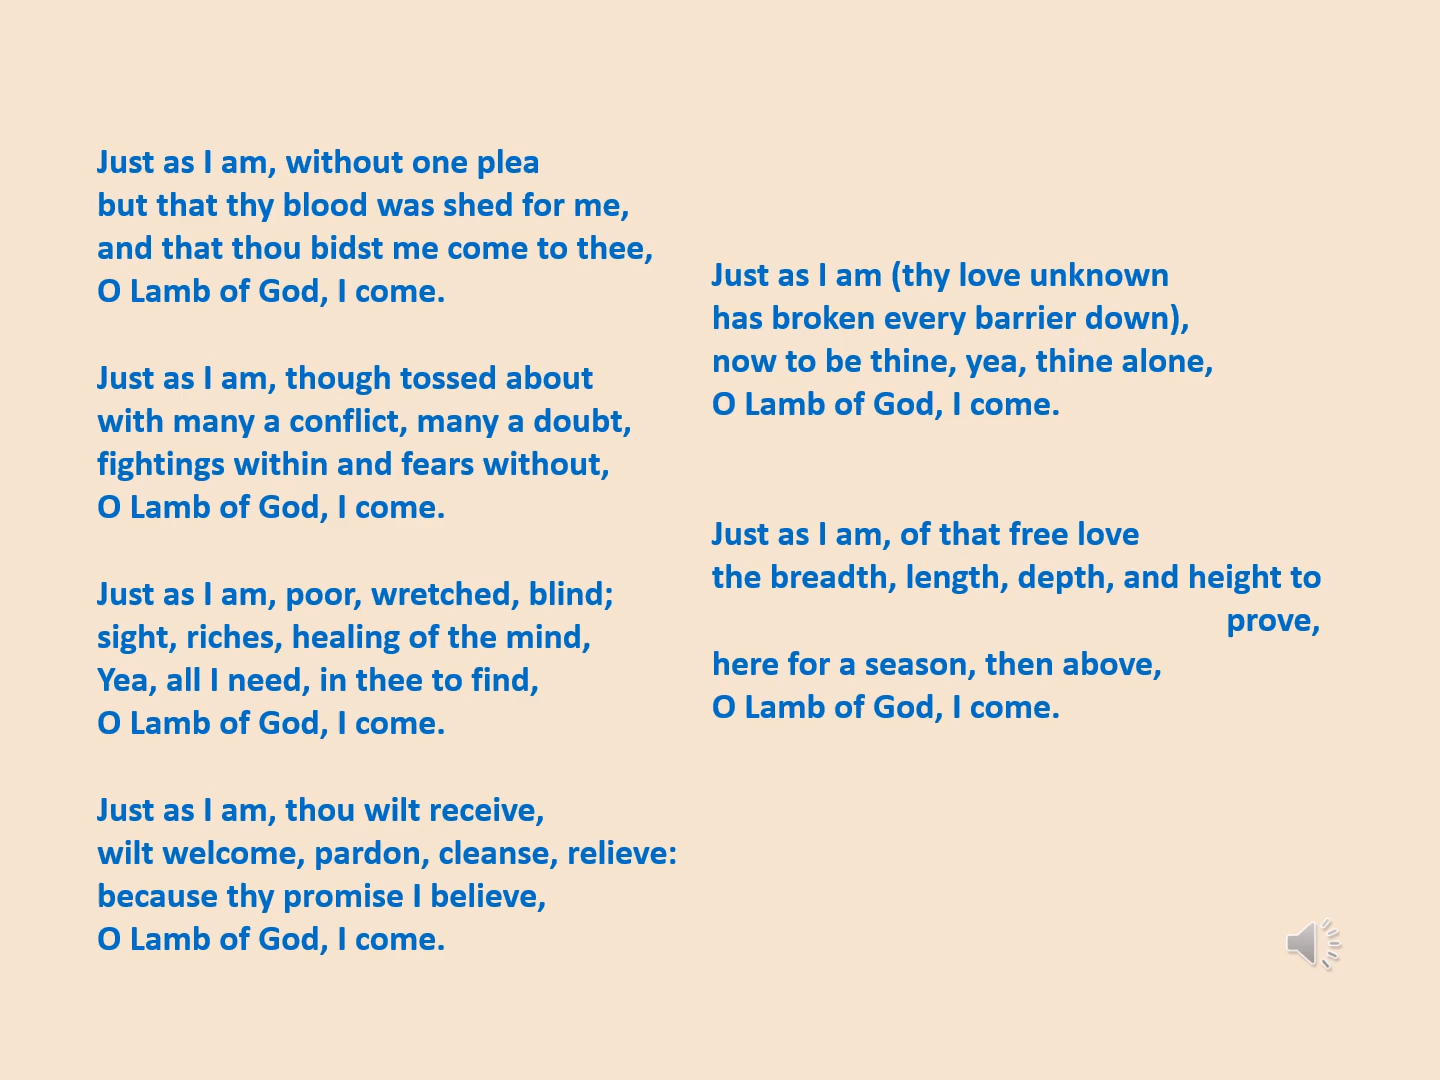 Just as I am, without one plea
but that thy blood was shed for me,
and that thou bidst me come to thee,
O Lamb of God, I come.

Just as I am, though tossed about
with many a conflict, many a doubt,
fightings within and fears without,
O Lamb of God, I come.

Just as I am, poor, wretched, blind;
sight, riches, healing of the mind,
Yea, all I need, in thee to find,
O Lamb of God, I come.

Just as I am, thou wilt receive,
wilt welcome, pardon, cleanse, relieve:
because thy promise I believe,
O Lamb of God, I come.

Just as I am (thy love unknown
has broken every barrier down),
now to be thine, yea, thine alone,
O Lamb of God, I come.

Just as I am, of that free love
the breadth, length, depth, and height to
prove,
here for a season, then above,
O Lamb of God, I come.